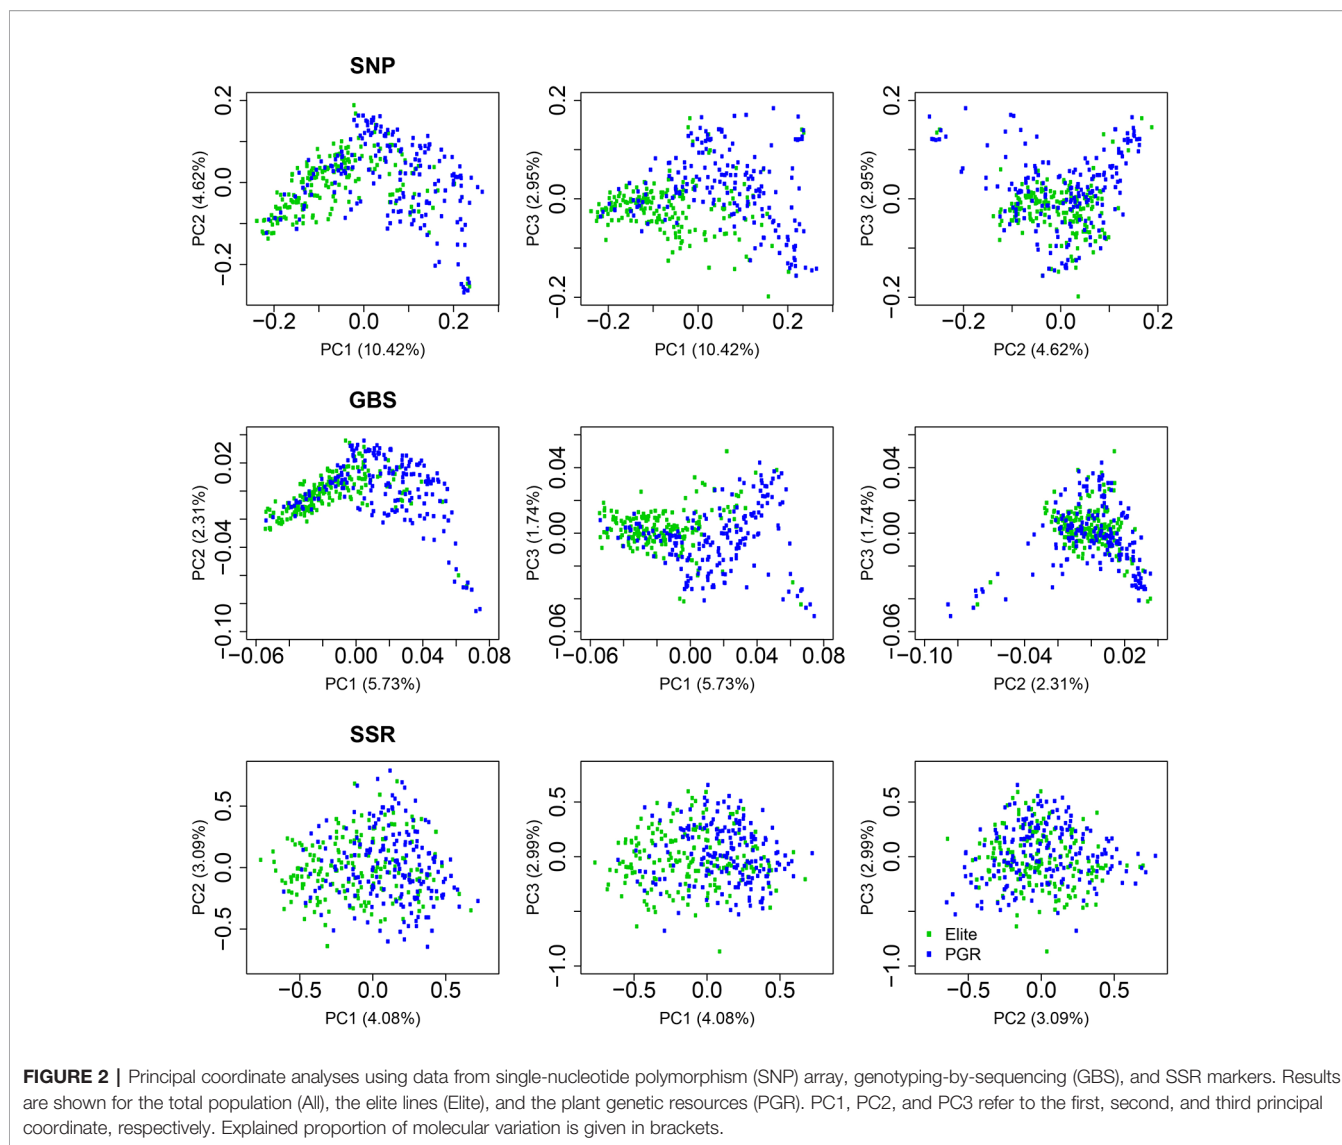 SNP
0.2
0.0
−0.2
PC2 (4.62%)
−0.2 0.0 0.2
PC1 (10.42%)
0.2
0.0
−0.2
PC3 (2.95%)
−0.2 0.0 0.2
PC1 (10.42%)
0.2
0.0
−0.2
PC3 (2.95%)
−0.2 0.0 0.2
PC2 (4.62%)
GBS
0.02
−0.04
−0.10
PC2 (2.31%)
−0.06 0.00 0.04 0.08
PC1 (5.73%)
0.04
0.00
−0.06
PC3 (1.74%)
−0.06 0.00 0.04 0.08
PC1 (5.73%)
0.04
0.00
−0.06
PC3 (1.74%)
−0.10 −0.04 0.02
PC2 (2.31%)
SSR
0.5
0.0
−0.5
PC2 (3.09%)
−0.5 0.0 0.5
PC1 (4.08%)
0.5
0.0
−1.0
PC3 (2.99%)
−0.5 0.0 0.5
PC1 (4.08%)
0.5
0.0
−1.0
PC3 (2.99%)
Elite
PGR
−0.5 0.0 0.5
PC2 (3.09%)
FIGURE 2 | Principal coordinate analyses using data from single-nucleotide polymorphism (SNP) array, genotyping-by-sequencing (GBS), and SSR markers. Results
are shown for the total population (All), the elite lines (Elite), and the plant genetic resources (PGR). PC1, PC2, and PC3 refer to the first, second, and third principal
coordinate, respectively. Explained proportion of molecular variation is given in brackets.